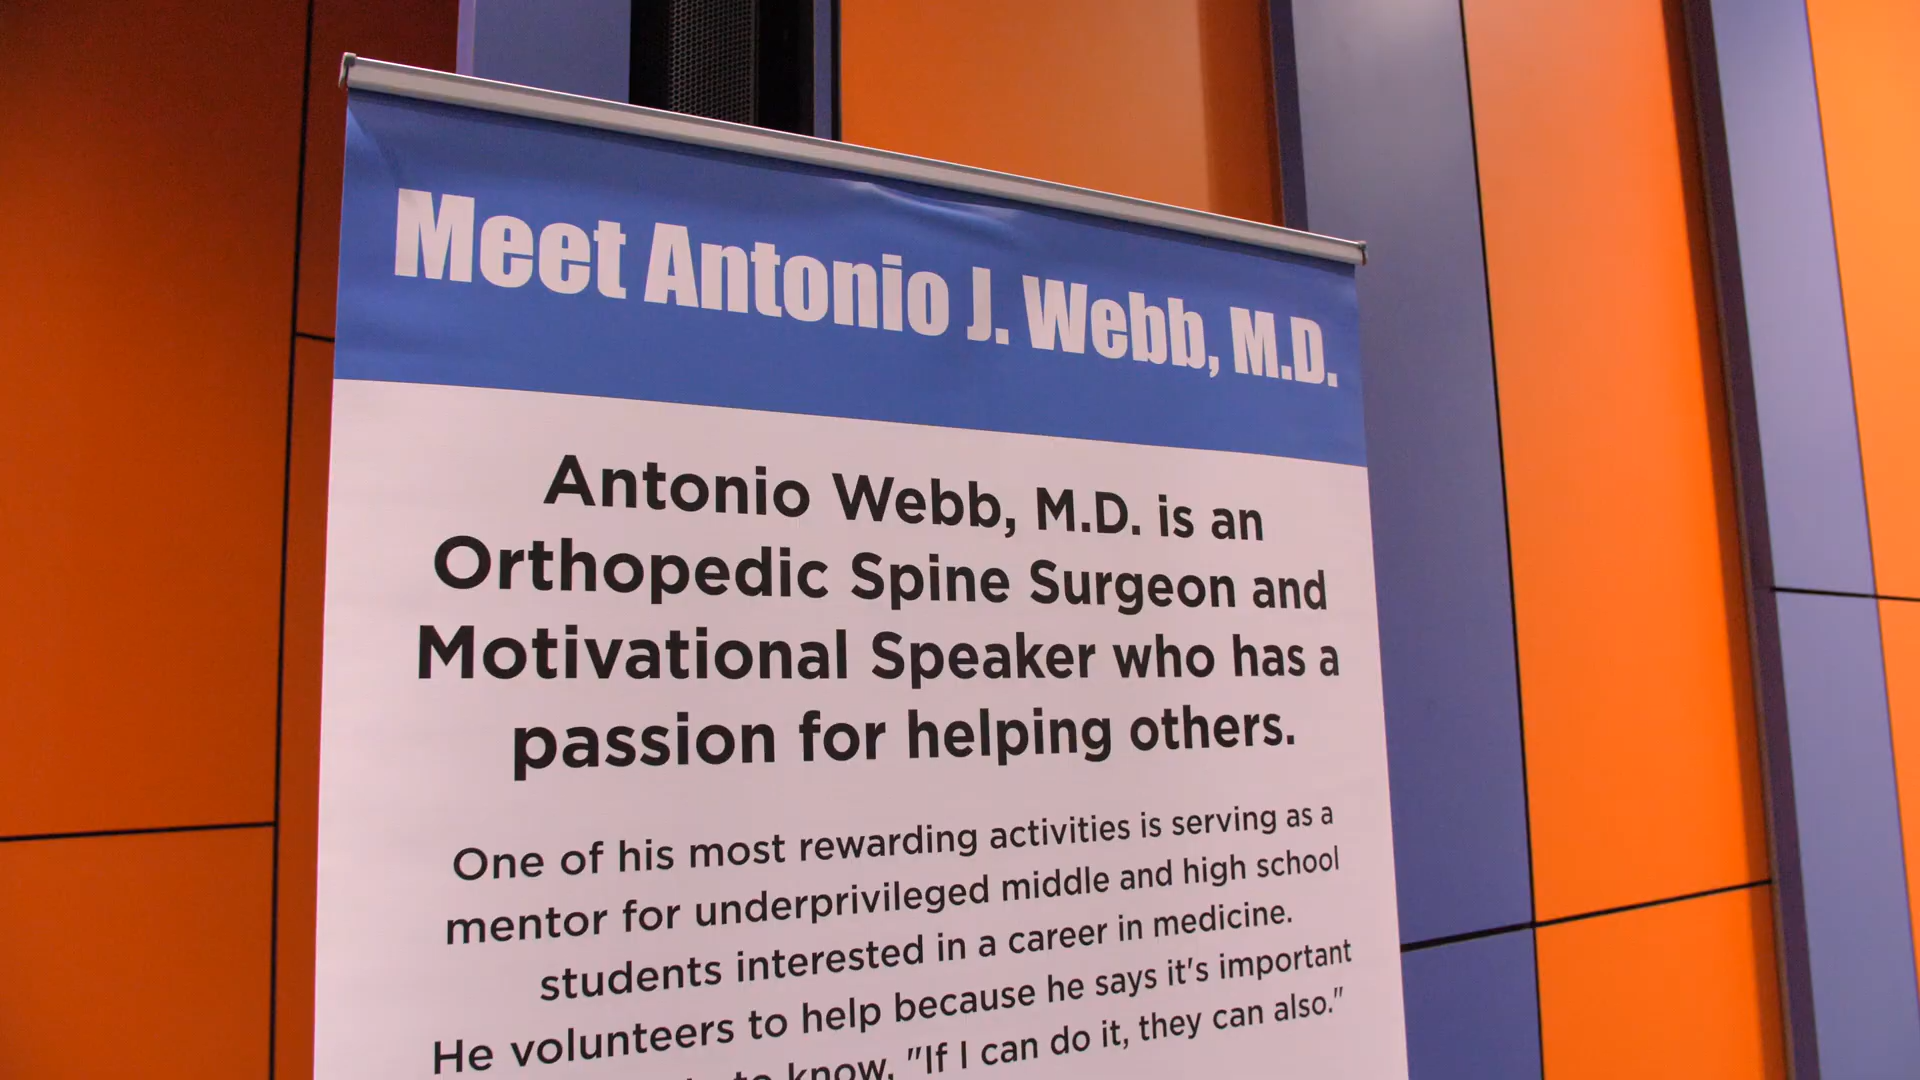 Meet Antonio J. Webb, M.D.
Antonio Webb, M.D. is an
Orthopedic Spine Surgeon and
Motivational Speaker who has a
passion for helping others.
One of his most rewarding activities is serving as a
mentor for underprivileged middle and high school
students interested in a career in medicine.
He volunteers to help because he says it's important
to know, "If I can do it, they can also."